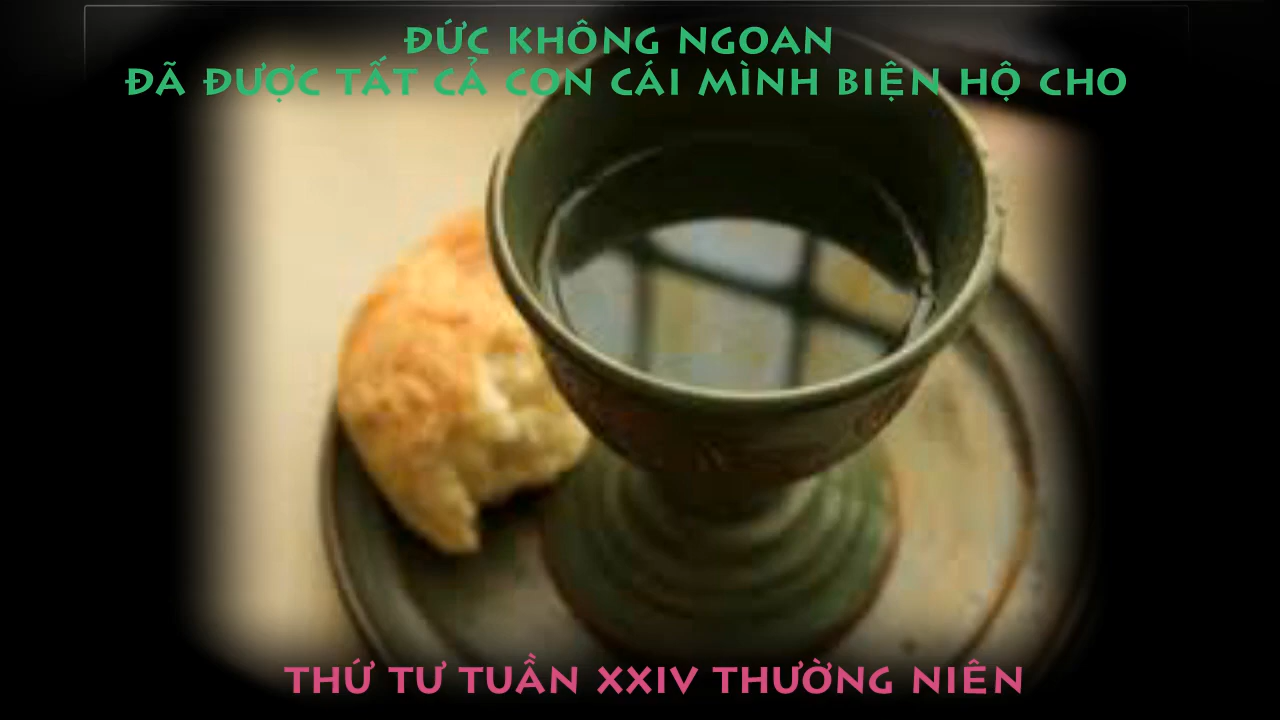 ĐỨC KHÔNG NGOAN
ĐÃ ĐƯỢC TẤT CẢ CON CÁI MÌNH BIỆN HỘ CHO
THỨ TƯ TUẦN XXIV THƯỜNG NIÊN